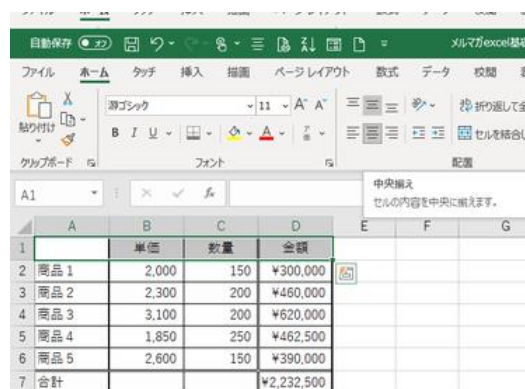 自動保存 オフ メルマガexcel基礎
ファイル ホーム タッチ 挿入 描画 ページ レイアウト 数式 データ 校閲
游ゴシック 11 A A 折り返して全
貼り付け B I U A セルを結合し
クリップボード フォント 配置
A1 fx
中央揃え
セルの内容を中央に揃えます。
A B C D E F G
1 単価 数量 金額
2 商品1 2,000 150 ¥300,000
3 商品2 2,300 200 ¥460,000
4 商品3 3,100 200 ¥620,000
5 商品4 1,850 250 ¥462,500
6 商品5 2,600 150 ¥390,000
7 合計 ¥2,232,500